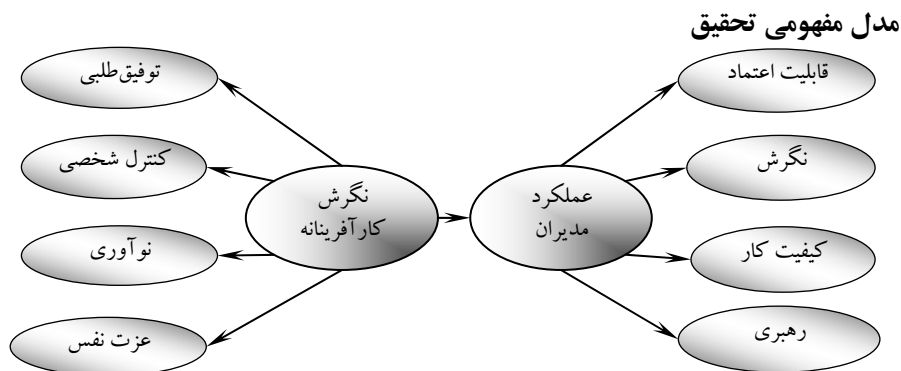 مدل مفهومی تحقیق
قابلیت اعتماد
توفیق‌طلبی
نگرش
کنترل شخصی
عملکرد
مدیران
نگرش
کارآفرینانه
کیفیت کار
نوآوری
رهبری
عزت نفس